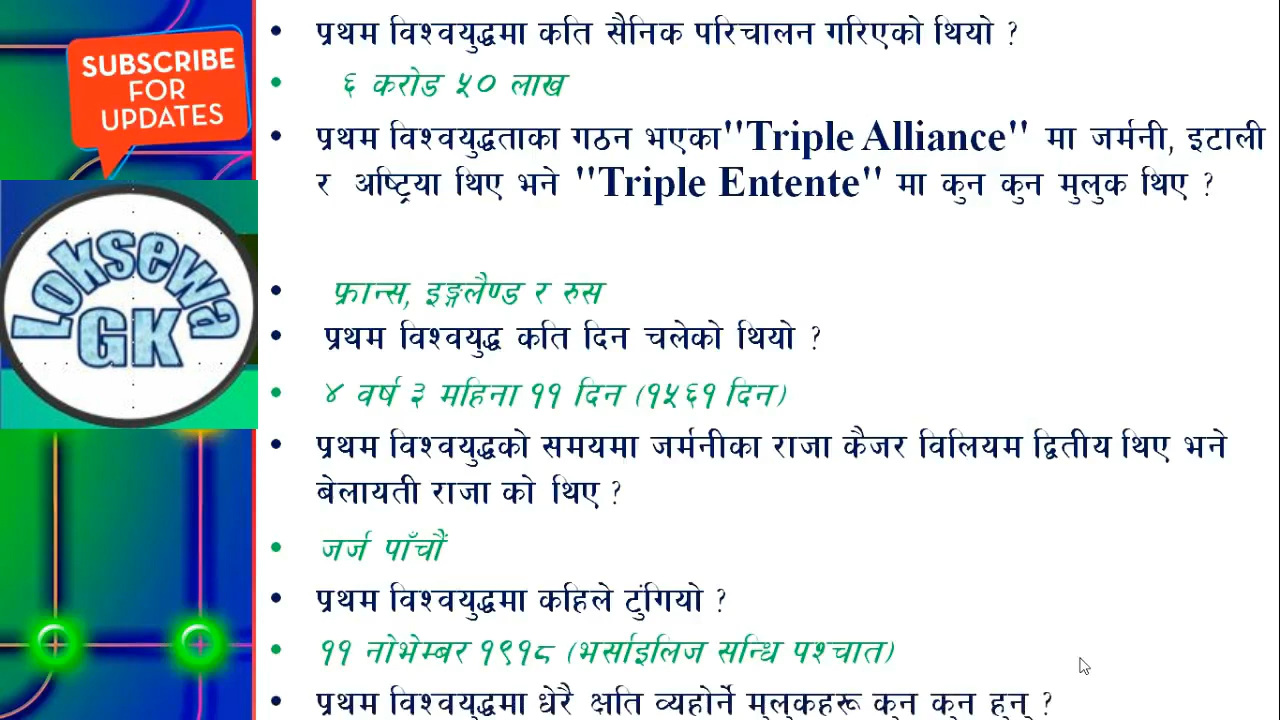 SUBSCRIBE
FOR
UPDATES
Loksewa
GK
• प्रथम विश्वयुद्धमा कति सैनिक परिचालन गरिएको थियो ?
• ६ करोड ५० लाख
• प्रथम विश्वयुद्धताका गठन भएका"Triple Alliance" मा जर्मनी, इटाली
र अष्ट्रिया थिए भने "Triple Entente" मा कुन कुन मुलुक थिए ?
• फ्रान्स, इङ्गलैण्ड र रुस
• प्रथम विश्वयुद्ध कति दिन चलेको थियो ?
• ४ वर्ष ३ महिना ११ दिन (१५६१ दिन)
• प्रथम विश्वयुद्धको समयमा जर्मनीका राजा कैजर विलियम द्वितीय थिए भने
बेलायती राजा को थिए ?
• जर्ज पाँचौं
• प्रथम विश्वयुद्धमा कहिले टुंगियो ?
• ११ नोभेम्बर १९१८ (भर्साइलिज सन्धि पश्चात)
• प्रथम विश्वयुद्धमा धेरै क्षति व्यहोर्ने मुलुकहरू कुन कुन हुन् ?